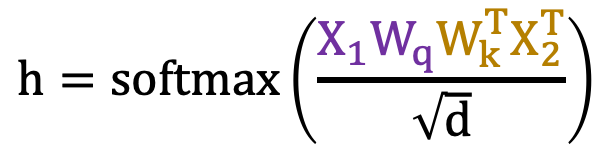 h = softmax(X₁W_qW_k^TX₂^T / √d)